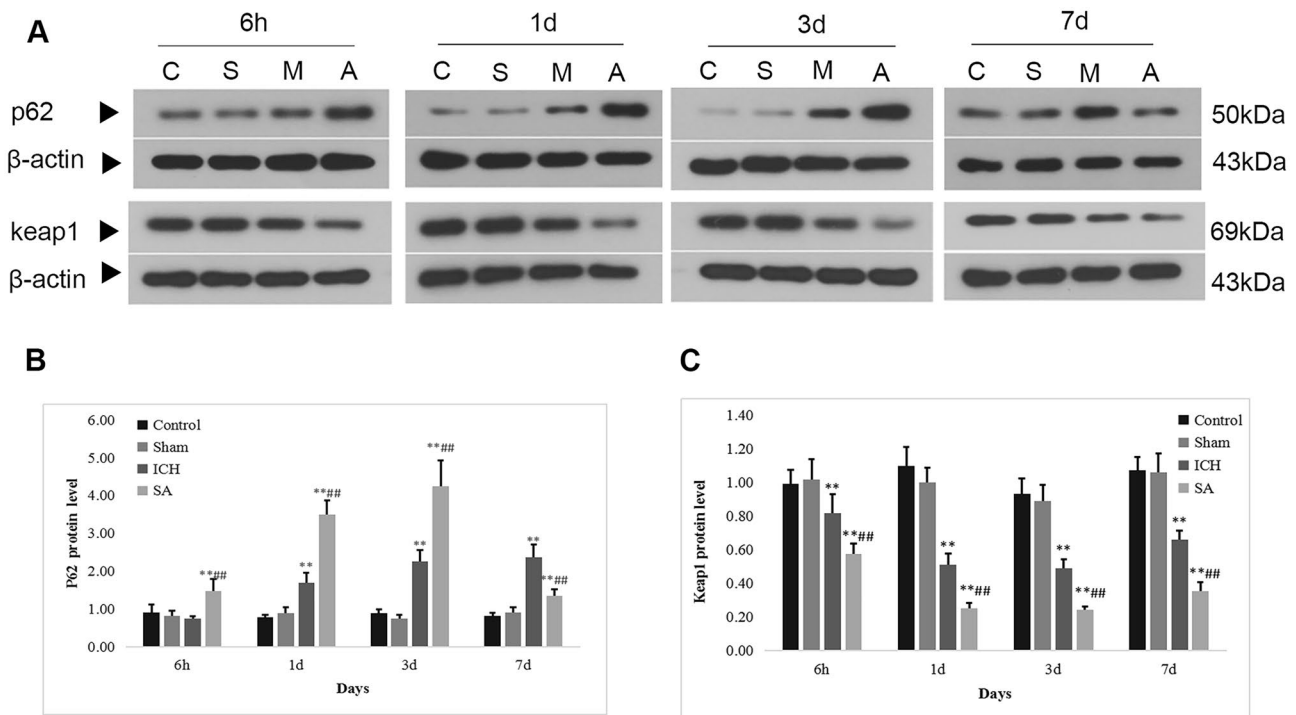 A
6h 1d 3d 7d
C S M A C S M A C S M A C S M A
p62 50kDa
β-actin 43kDa
keap1 69kDa
β-actin 43kDa
B
P62 protein level
6.00
5.00
4.00
3.00
2.00
1.00
0.00
Control
Sham
ICH
SA
**## ** **## ** **## ** **##
6h 1d 3d 7d
Days
C
Keap1 protein level
1.40
1.20
1.00
0.80
0.60
0.40
0.20
0.00
Control
Sham
ICH
SA
** **## ** **## ** **## ** **##
6h 1d 3d 7d
Days